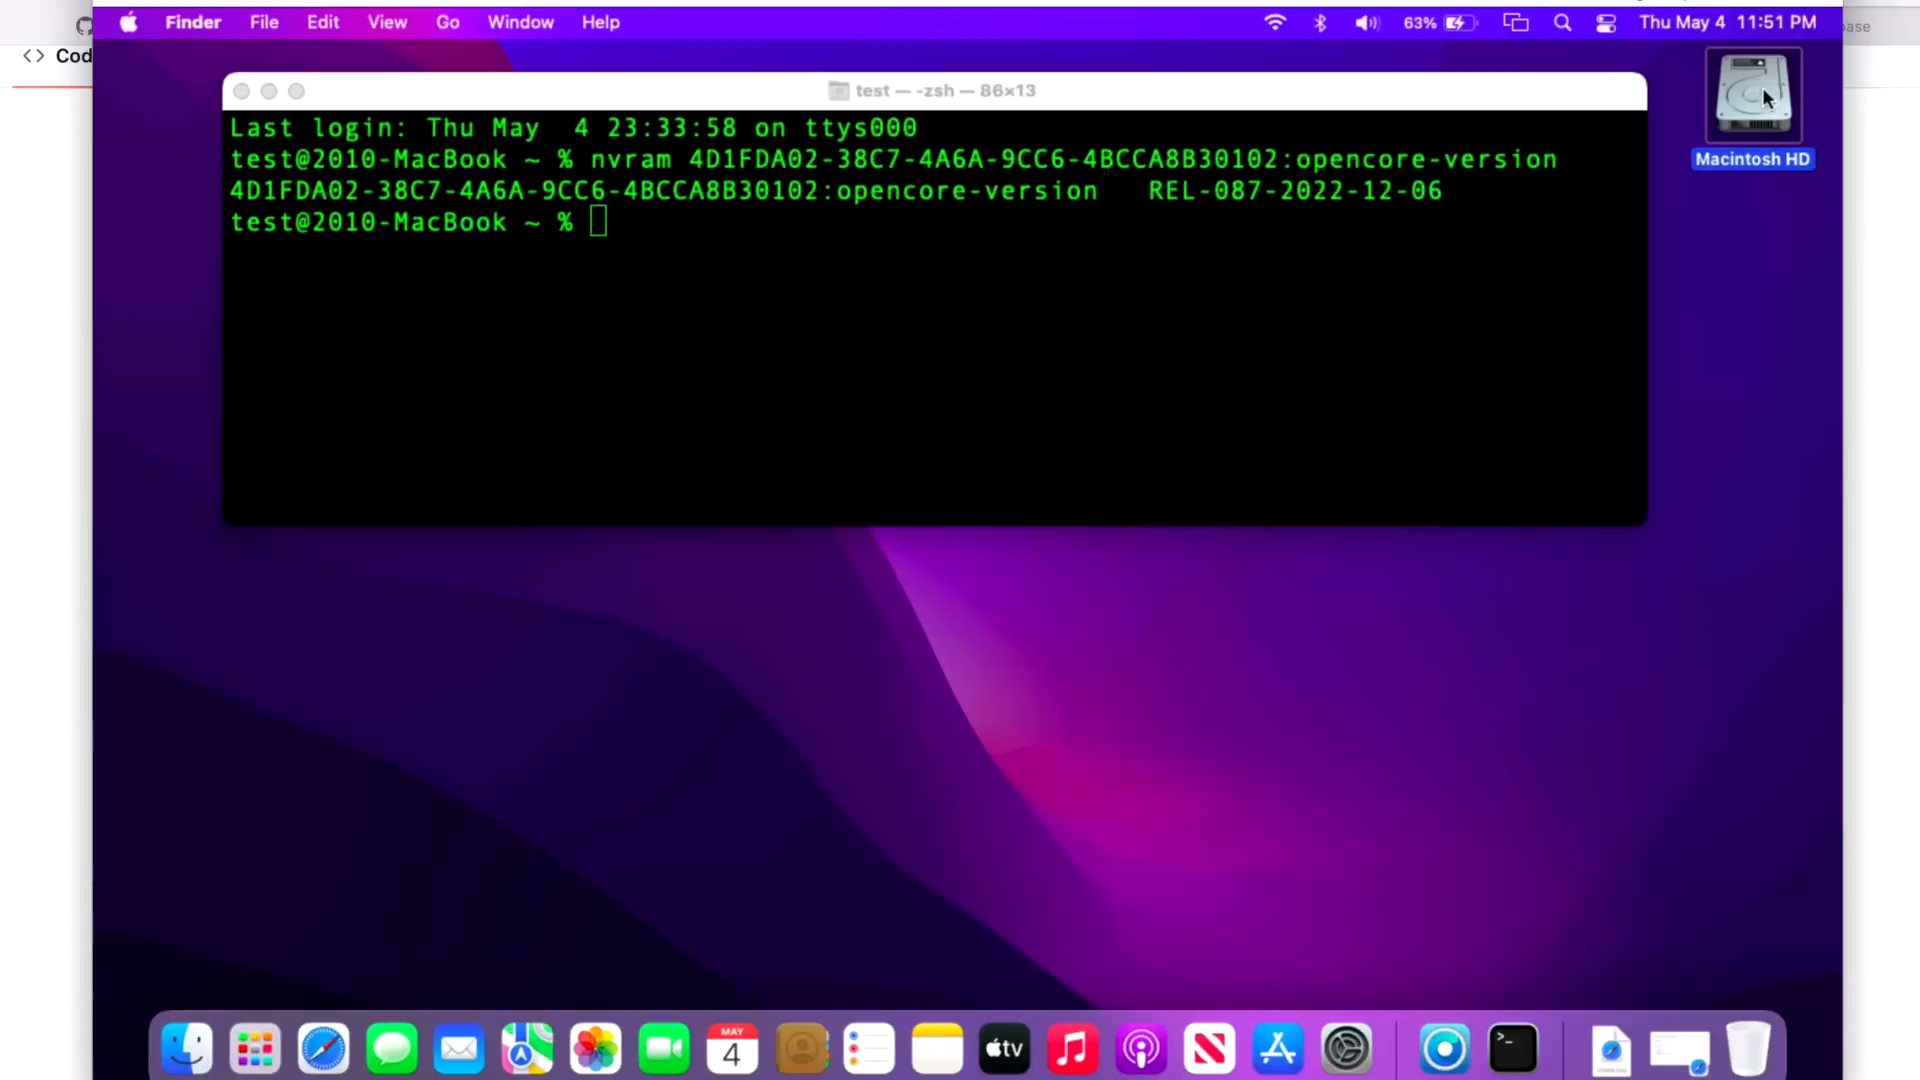 Finder File Edit View Go Window Help 63% Thu May 4 11:51 PM
Cod
ase
test — -zsh — 86×13
Last login: Thu May  4 23:33:58 on ttys000
test@2010-MacBook ~ % nvram 4D1FDA02-38C7-4A6A-9CC6-4BCCA8B30102:opencore-version
4D1FDA02-38C7-4A6A-9CC6-4BCCA8B30102:opencore-version   REL-087-2022-12-06
test@2010-MacBook ~ %
Macintosh HD
MAY
4
tv
>_